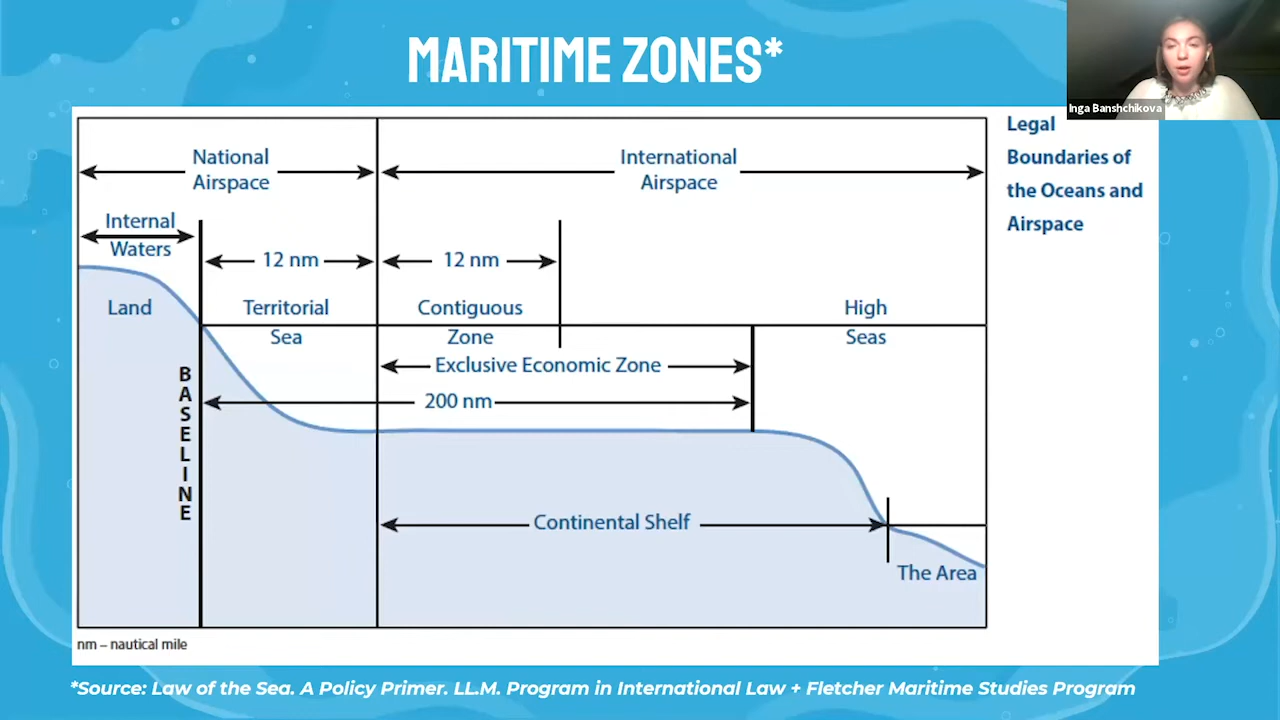 MARITIME ZONES*
Inga Banshchikova
Legal
Boundaries of
the Oceans and
Airspace
National
Airspace
International
Airspace
Internal
Waters
12 nm
12 nm
Land
Territorial
Sea
Contiguous
Zone
High
Seas
Exclusive Economic Zone
200 nm
BASELINE
Continental Shelf
The Area
nm – nautical mile
*Source: Law of the Sea. A Policy Primer. LL.M. Program in International Law + Fletcher Maritime Studies Program